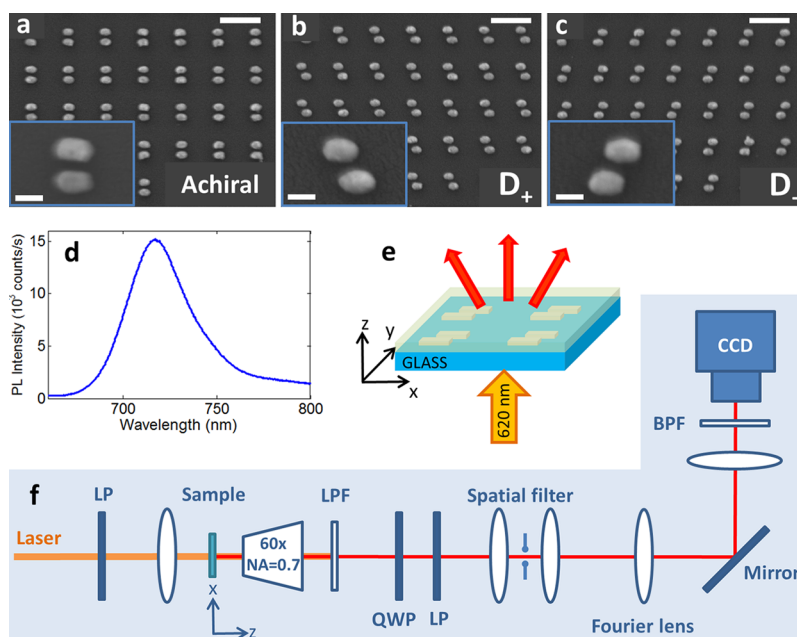 a
b
c
Achiral
D+
D-
d
15
10
5
0
700
750
800
PL Intensity (10³ counts/s)
Wavelength (nm)
e
z
y
x
GLASS
620 nm
CCD
BPF
f
LP
Sample
LPF
Spatial filter
Laser
60x
NA=0.7
Mirror
x
z
QWP
LP
Fourier lens